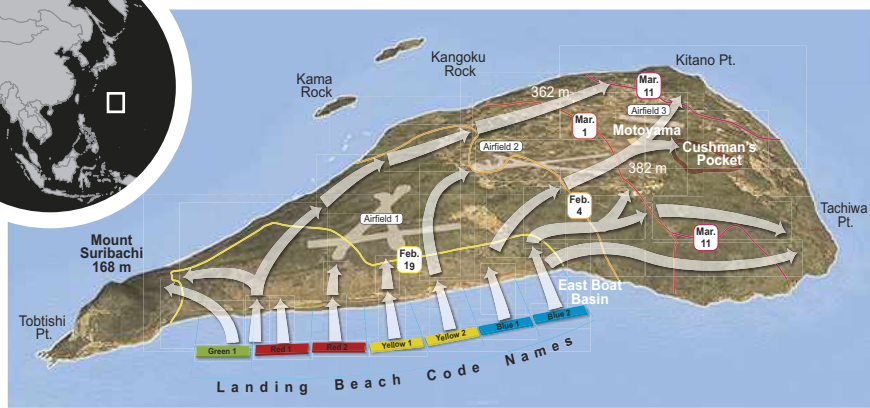 Kangoku
Rock
Kama
Rock
Kitano Pt.
362 m
Mar.
11
Airfield 3
Mar.
1
Motoyama
Cushman's
Pocket
Airfield 2
382 m
Feb.
4
Airfield 1
Tachiwa
Pt.
Mar.
11
Mount
Suribachi
168 m
Feb.
19
East Boat
Basin
Tobtishi
Pt.
Green 1
Red 1
Red 2
Yellow 1
Yellow 2
Blue 1
Blue 2
Landing Beach Code Names